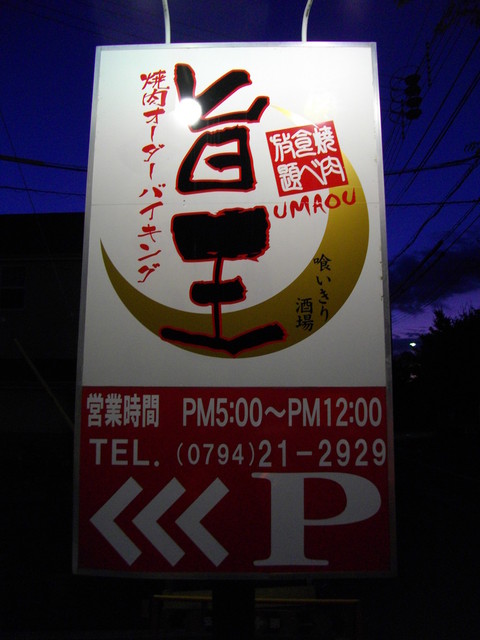 焼肉オーダーバイキング
旨王
焼肉
食べ
放題
UMAOU
喰いきり
酒場
営業時間 PM5:00～PM12:00
TEL. (0794)21-2929
P